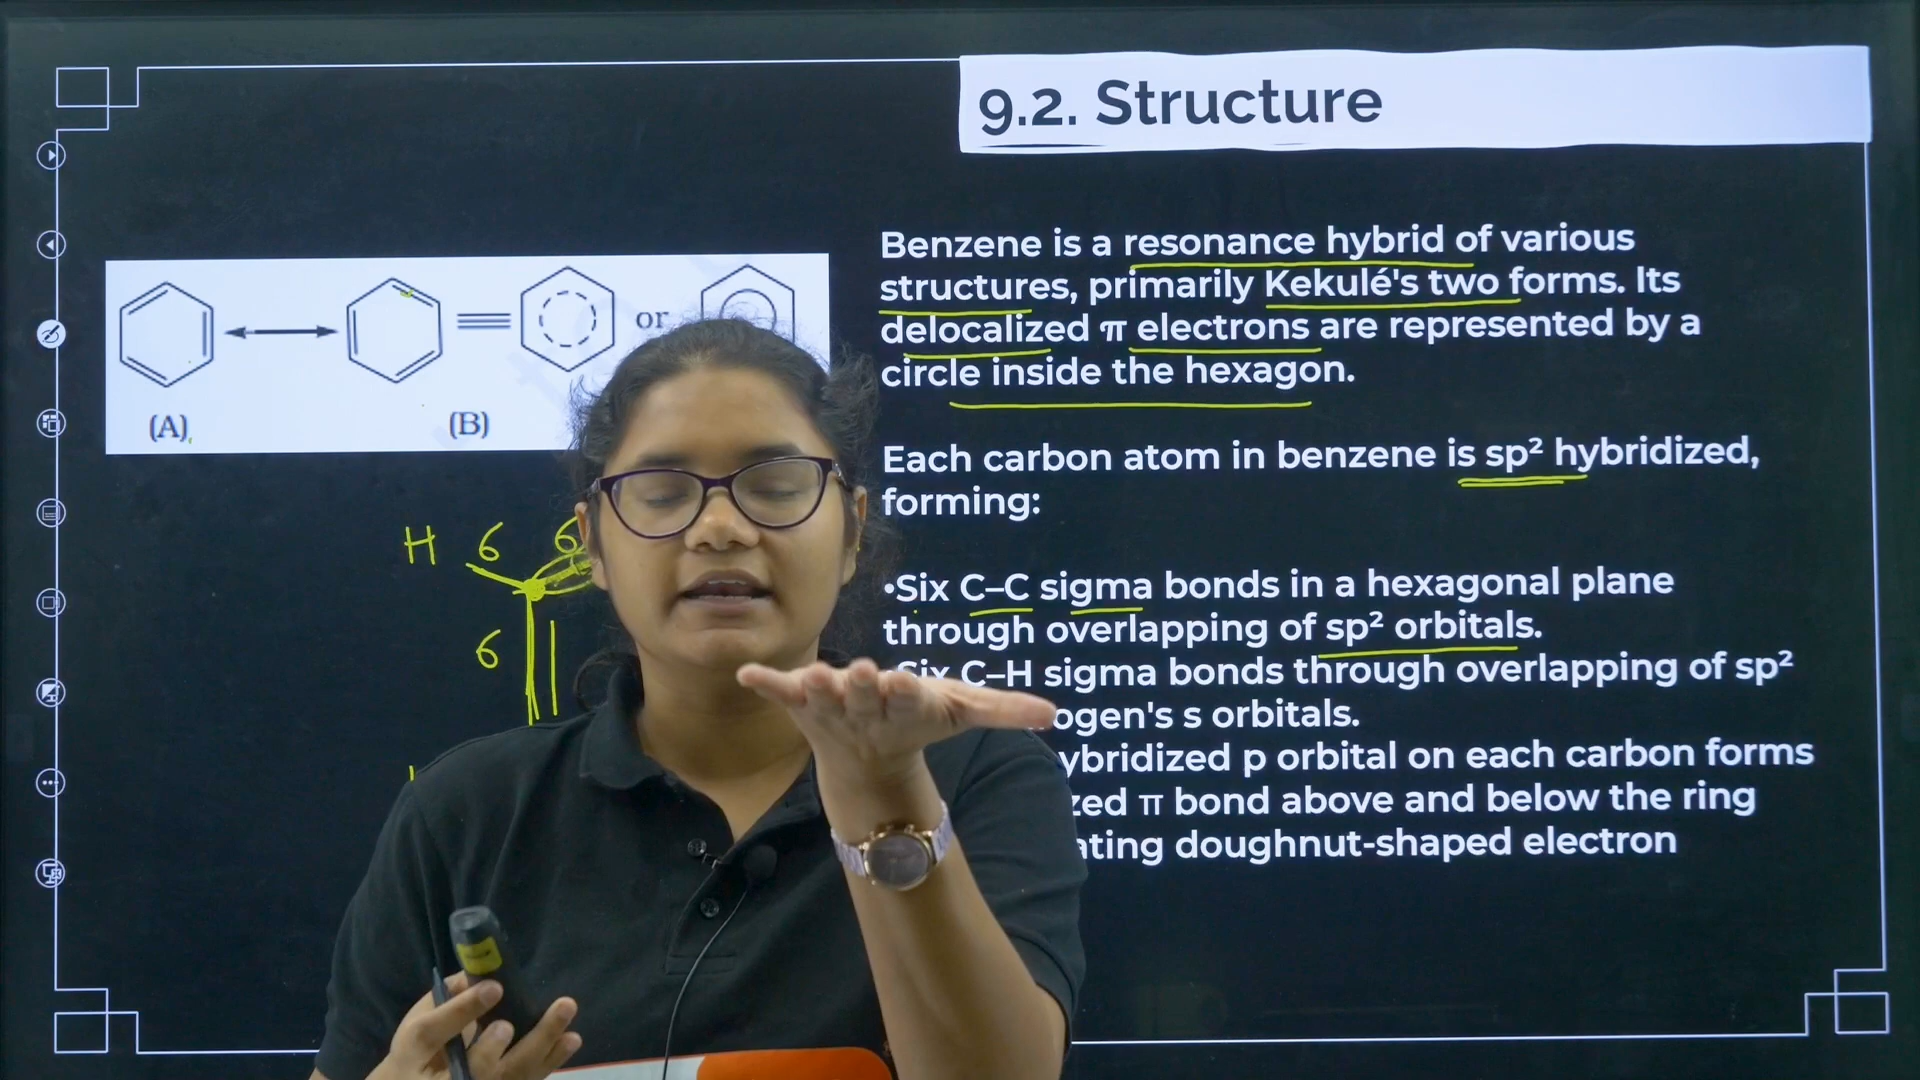 9.2. Structure
or
(A)
(B)
Benzene is a resonance hybrid of various
structures, primarily Kekulé's two forms. Its
delocalized π electrons are represented by a
circle inside the hexagon.
Each carbon atom in benzene is sp² hybridized,
forming:
•Six C–C sigma bonds in a hexagonal plane
through overlapping of sp² orbitals.
Six C–H sigma bonds through overlapping of sp²
s orbitals.
p orbital on each carbon forms
π bond above and below the ring
doughnut-shaped electron
H 6 6
6